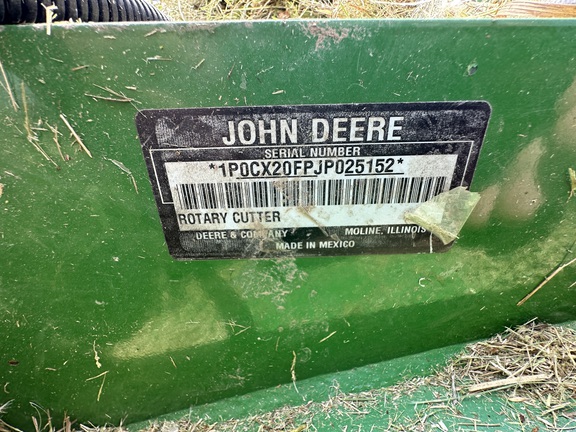 JOHN DEERE
SERIAL NUMBER
*1P0CX20FPJP025152*
ROTARY CUTTER
DEERE & COMPANY MOLINE, ILLINOIS
MADE IN MEXICO